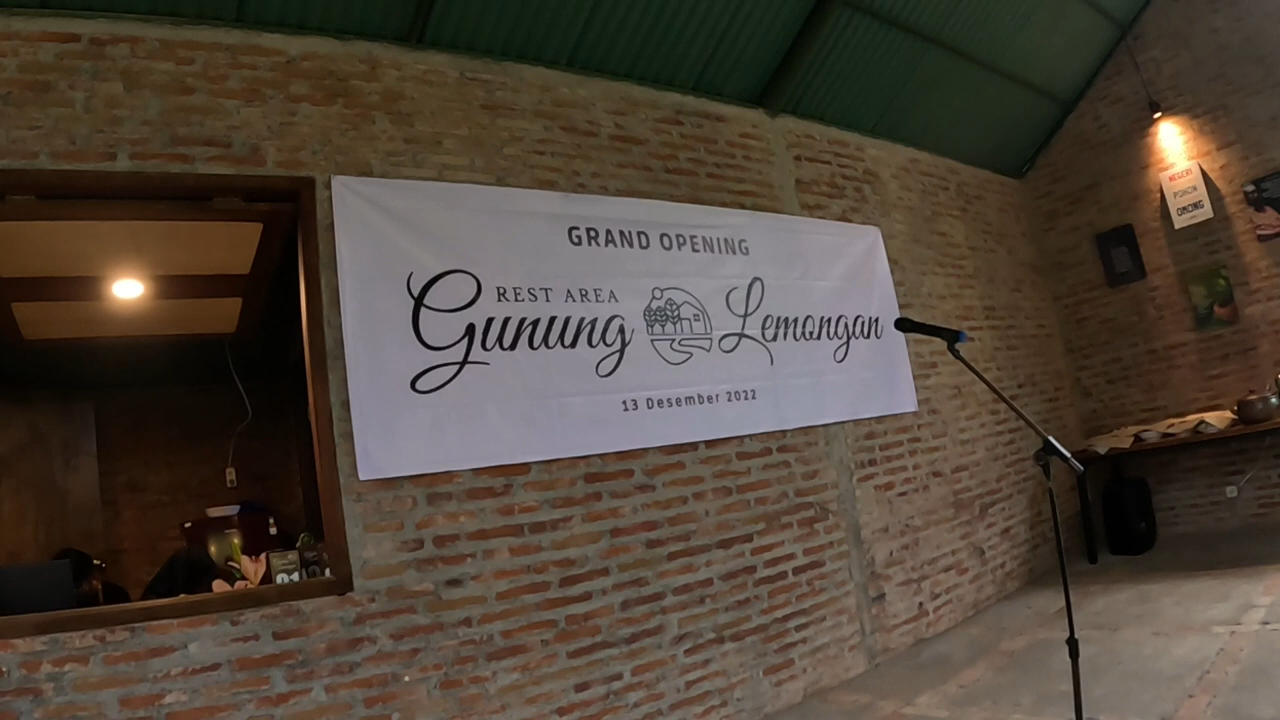 GRAND OPENING
REST AREA
Gunung Lemongan
13 Desember 2022
NEGERI
POHON
OMONG